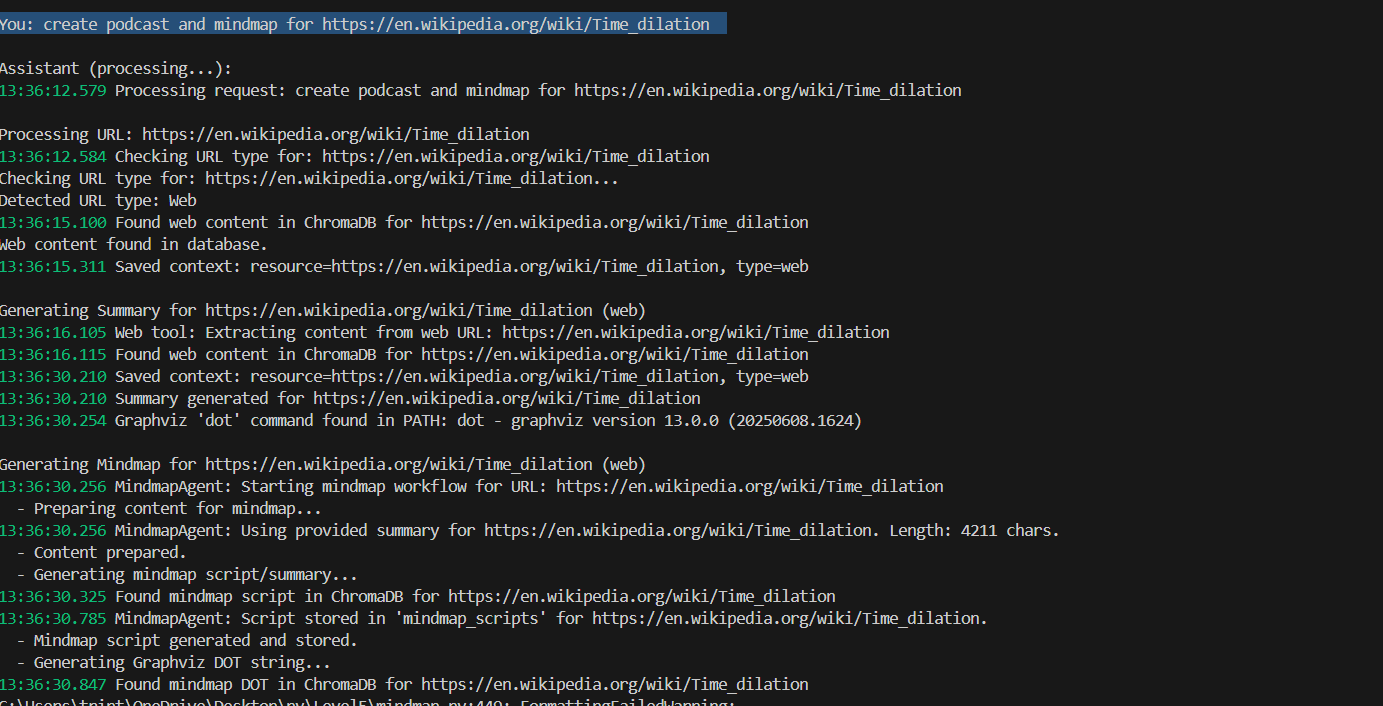 You: create podcast and mindmap for https://en.wikipedia.org/wiki/Time_dilation
Assistant (processing...):
13:36:12.579 Processing request: create podcast and mindmap for https://en.wikipedia.org/wiki/Time_dilation
Processing URL: https://en.wikipedia.org/wiki/Time_dilation
13:36:12.584 Checking URL type for: https://en.wikipedia.org/wiki/Time_dilation
Checking URL type for: https://en.wikipedia.org/wiki/Time_dilation...
Detected URL type: Web
13:36:15.100 Found web content in ChromaDB for https://en.wikipedia.org/wiki/Time_dilation
Web content found in database.
13:36:15.311 Saved context: resource=https://en.wikipedia.org/wiki/Time_dilation, type=web
Generating Summary for https://en.wikipedia.org/wiki/Time_dilation (web)
13:36:16.105 Web tool: Extracting content from web URL: https://en.wikipedia.org/wiki/Time_dilation
13:36:16.115 Found web content in ChromaDB for https://en.wikipedia.org/wiki/Time_dilation
13:36:30.210 Saved context: resource=https://en.wikipedia.org/wiki/Time_dilation, type=web
13:36:30.210 Summary generated for https://en.wikipedia.org/wiki/Time_dilation
13:36:30.254 Graphviz 'dot' command found in PATH: dot - graphviz version 13.0.0 (20250608.1624)
Generating Mindmap for https://en.wikipedia.org/wiki/Time_dilation (web)
13:36:30.256 MindmapAgent: Starting mindmap workflow for URL: https://en.wikipedia.org/wiki/Time_dilation
- Preparing content for mindmap...
13:36:30.256 MindmapAgent: Using provided summary for https://en.wikipedia.org/wiki/Time_dilation. Length: 4211 chars.
- Content prepared.
- Generating mindmap script/summary...
13:36:30.325 Found mindmap script in ChromaDB for https://en.wikipedia.org/wiki/Time_dilation
13:36:30.785 MindmapAgent: Script stored in 'mindmap_scripts' for https://en.wikipedia.org/wiki/Time_dilation.
- Mindmap script generated and stored.
- Generating Graphviz DOT string...
13:36:30.847 Found mindmap DOT in ChromaDB for https://en.wikipedia.org/wiki/Time_dilation